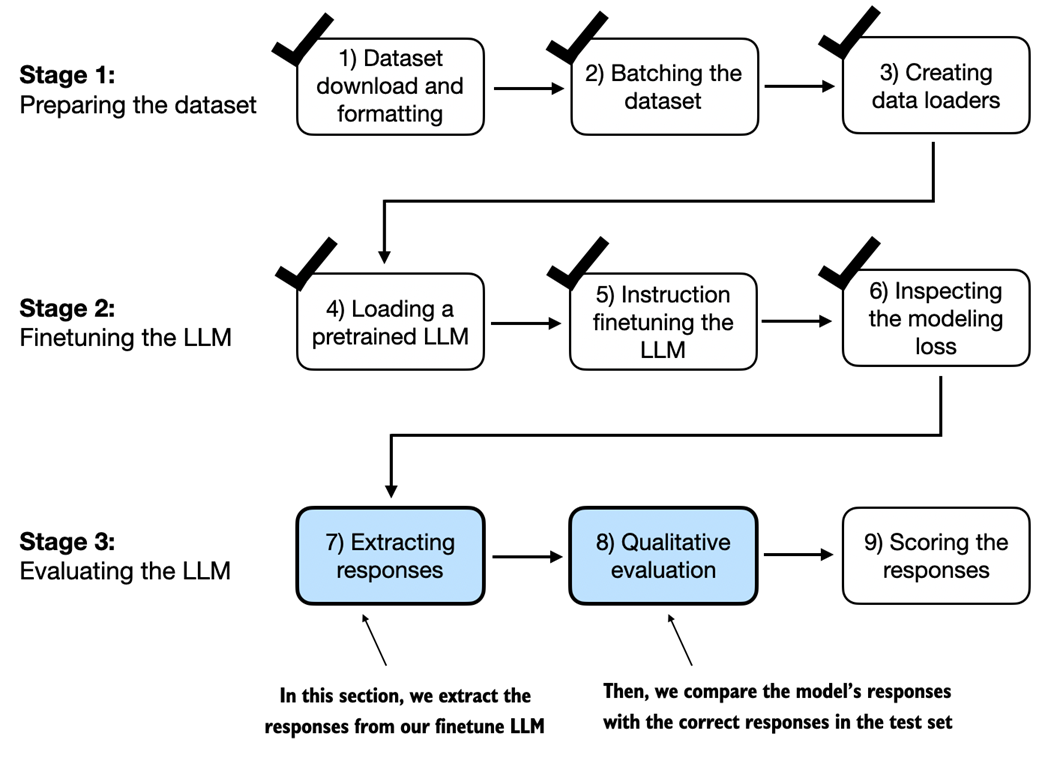 Stage 1:
Preparing the dataset
1) Dataset
download and
formatting
2) Batching the
dataset
3) Creating
data loaders
Stage 2:
Finetuning the LLM
4) Loading a
pretrained LLM
5) Instruction
finetuning the
LLM
6) Inspecting
the modeling
loss
Stage 3:
Evaluating the LLM
7) Extracting
responses
8) Qualitative
evaluation
9) Scoring the
responses
In this section, we extract the
responses from our finetune LLM
Then, we compare the model's responses
with the correct responses in the test set